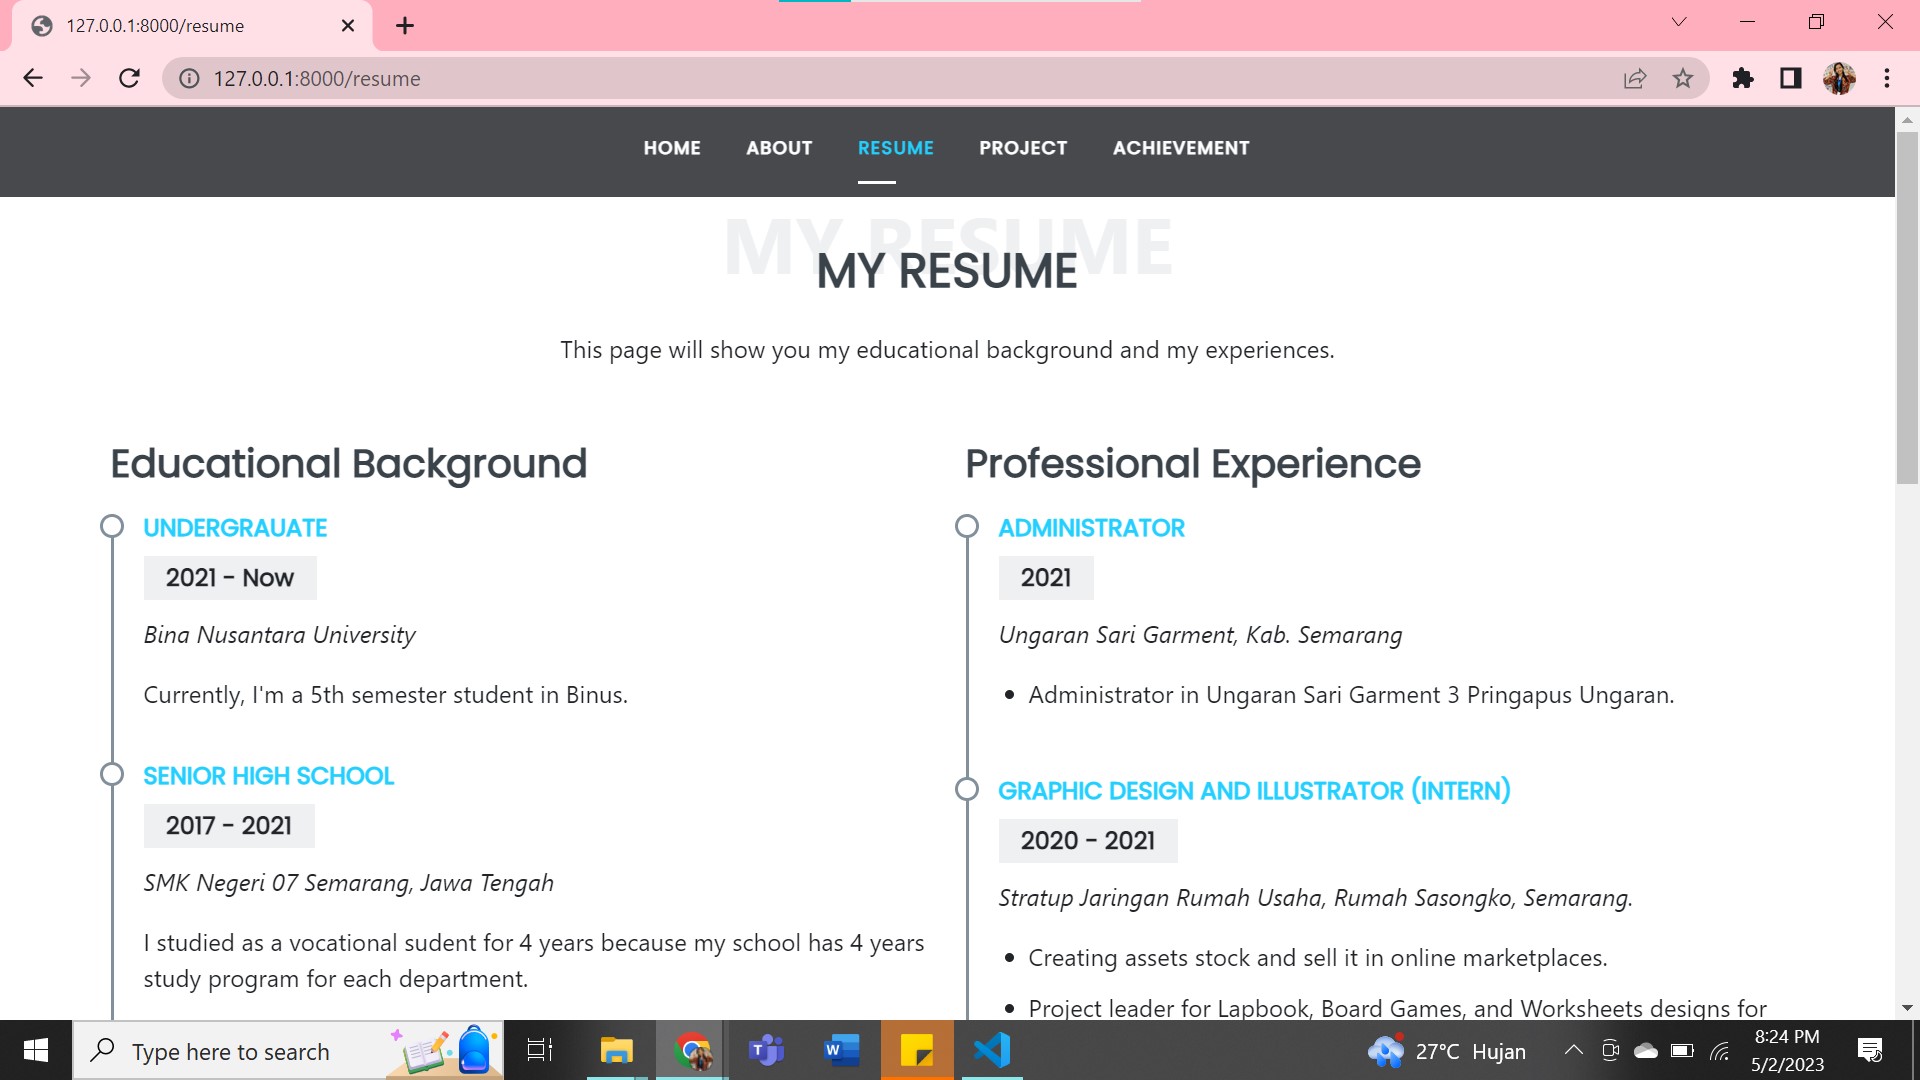 127.0.0.1:8000/resume
127.0.0.1:8000/resume
HOME ABOUT RESUME PROJECT ACHIEVEMENT
MY RESUME
MY RESUME
This page will show you my educational background and my experiences.
Educational Background
UNDERGRAUATE
2021 - Now
Bina Nusantara University
Currently, I'm a 5th semester student in Binus.
SENIOR HIGH SCHOOL
2017 - 2021
SMK Negeri 07 Semarang, Jawa Tengah
I studied as a vocational sudent for 4 years because my school has 4 years
study program for each department.
Professional Experience
ADMINISTRATOR
2021
Ungaran Sari Garment, Kab. Semarang
• Administrator in Ungaran Sari Garment 3 Pringapus Ungaran.
GRAPHIC DESIGN AND ILLUSTRATOR (INTERN)
2020 - 2021
Stratup Jaringan Rumah Usaha, Rumah Sasongko, Semarang.
• Creating assets stock and sell it in online marketplaces.
• Project leader for Lapbook, Board Games, and Worksheets designs for
Type here to search
27°C Hujan
8:24 PM
5/2/2023